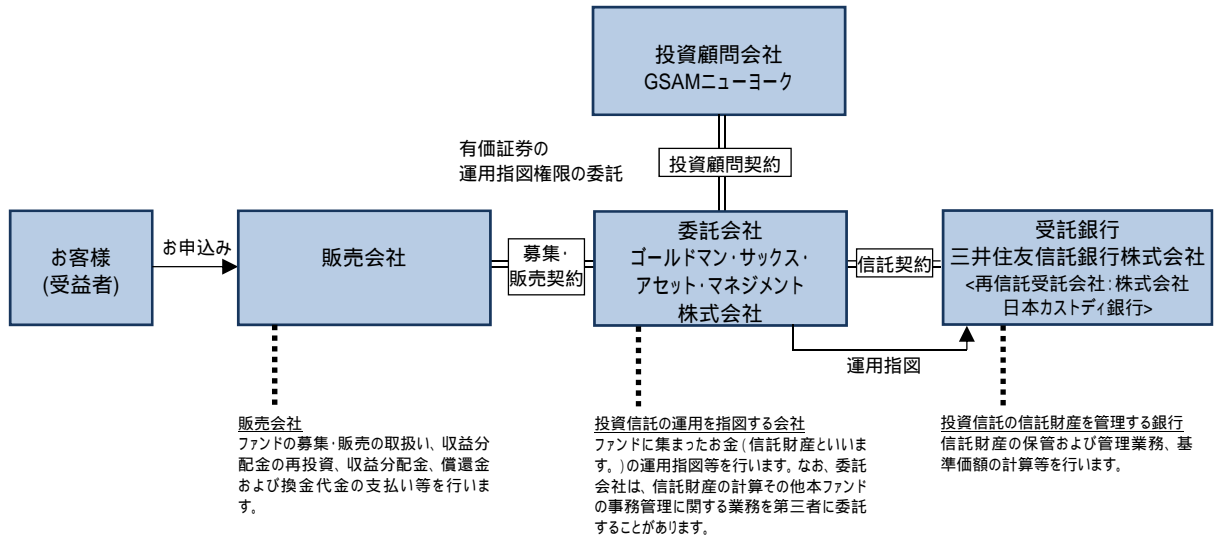 投資顧問会社
GSAMニューヨーク
有価証券の
運用指図権限の委託
投資顧問契約
お客様
(受益者)
お申込み
販売会社
募集・
販売契約
委託会社
ゴールドマン・サックス・
アセット・マネジメント
株式会社
信託契約
受託銀行
三井住友信託銀行株式会社
<再信託受託会社:株式会社
日本カストディ銀行>
運用指図
販売会社
ファンドの募集・販売の取扱い、収益分
配金の再投資、収益分配金、償還金
および換金代金の支払い等を行いま
す。
投資信託の運用を指図する会社
ファンドに集まったお金(信託財産といいま
す。)の運用指図等を行います。なお、委託
会社は、信託財産の計算その他本ファンド
の事務管理に関する業務を第三者に委託
することがあります。
投資信託の信託財産を管理する銀行
信託財産の保管および管理業務、基
準価額の計算等を行います。